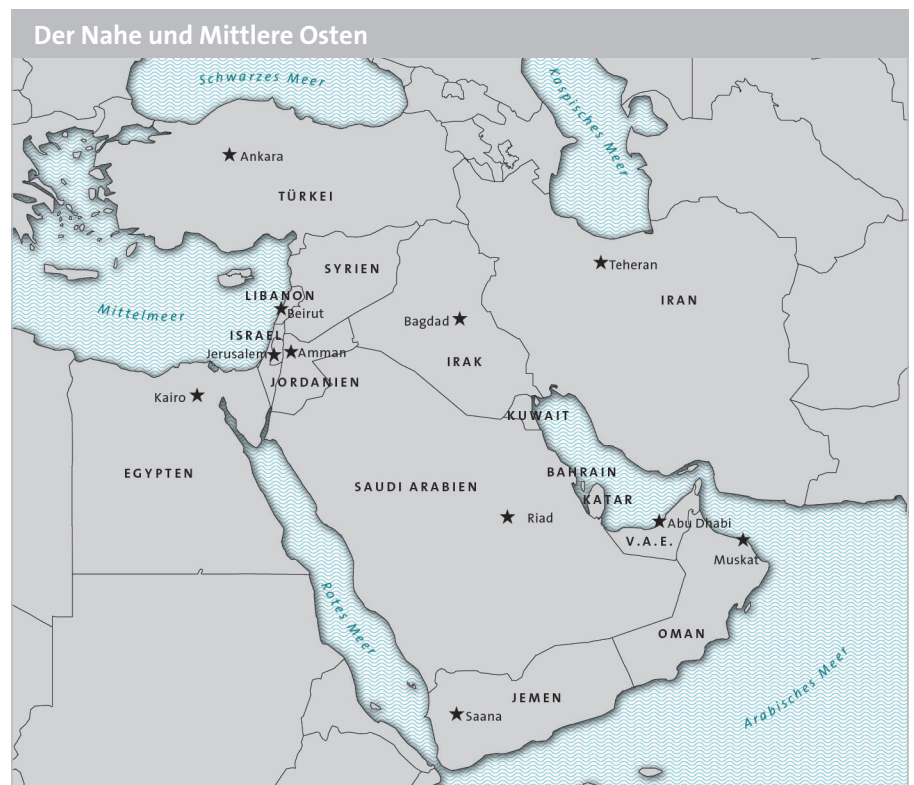 Der Nahe und Mittlere Osten
Schwarzes Meer
Kaspisches Meer
Ankara
TÜRKEI
Teheran
SYRIEN
IRAN
LIBANON
Beirut
Mittelmeer
Bagdad
ISRAEL
Jerusalem
Amman
IRAK
JORDANIEN
Kairo
KUWAIT
EGYPTEN
BAHRAIN
SAUDI ARABIEN
KATAR
Riad
Abu Dhabi
V.A.E.
Muskat
Rotes Meer
OMAN
Arabisches Meer
JEMEN
Saana